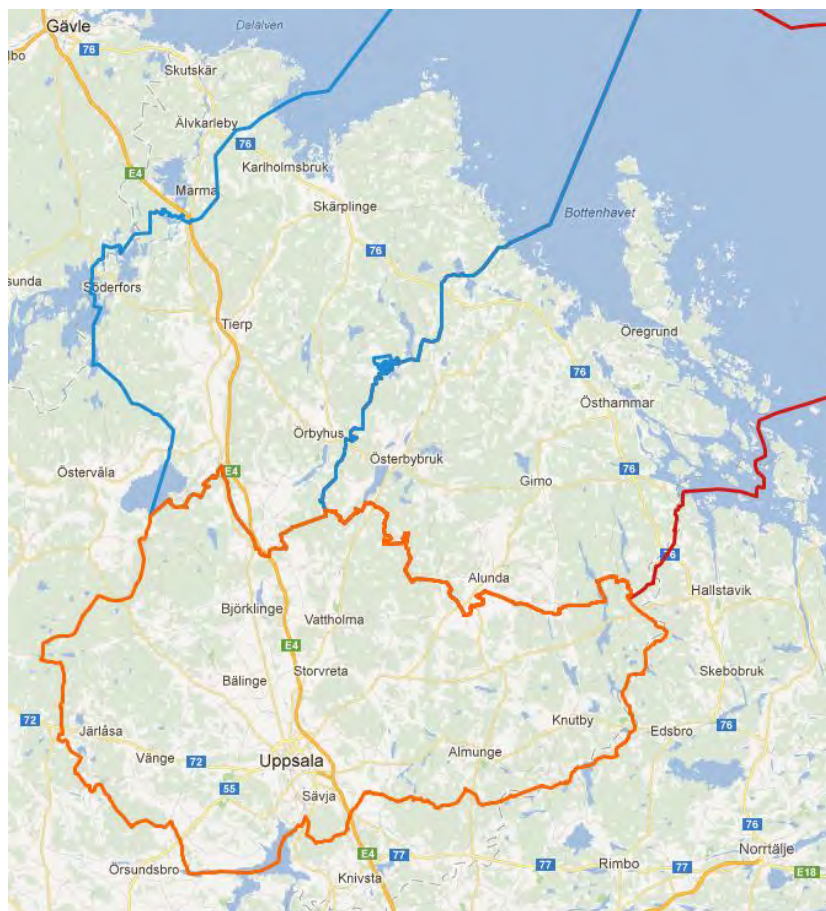 Gävle
Dalälven
76
lbo
Skutskär
Älvkarleby
76
E4
Karlholmsbruk
Marma
Skärplinge
Bottenhavet
76
sunda
Söderfors
Tierp
Öregrund
76
Östhammar
Örbyhus
Österbybruk
Östervåla
E4
76
Gimo
76
Alunda
Hallstavik
Björklinge
Vattholma
E4
Skebobruk
Storvreta
Bälinge
72
Knutby
Järlåsa
Edsbro
76
Almunge
Vänge
72
Uppsala
55
Sävja
76
E4
77
Norrtälje
Örsundsbro
77
Rimbo
77
E18
Knivsta